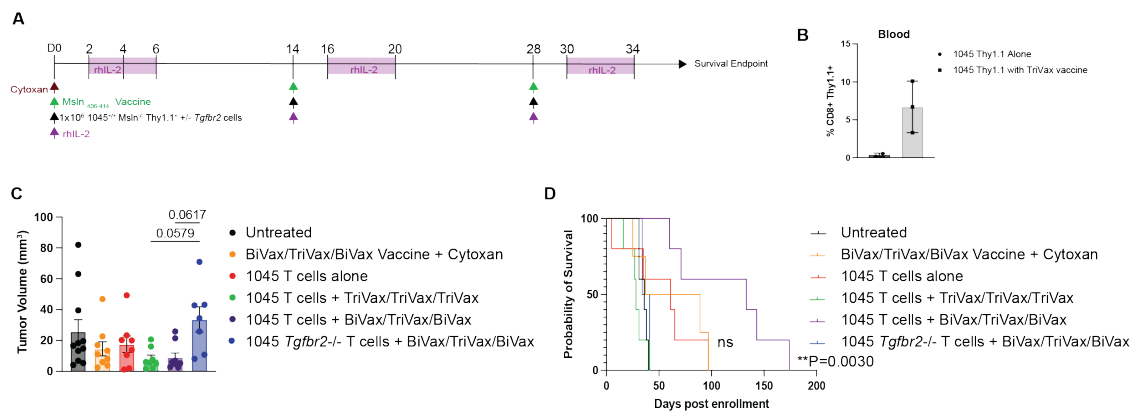 A
D0 2 4 6 14 16 20 28 30 34
rhIL-2 rhIL-2 rhIL-2
Survival Endpoint
Cytoxan
Msln 406-414 Vaccine
1x10⁶ 1045⁺/⁺ Msln⁻/ Thy1.1⁺ +/- Tgfbr2 cells
rhIL-2
B
Blood
% CD8+ Thy1.1+
15
10
5
0
1045 Thy1.1 Alone
1045 Thy1.1 with TriVax vaccine
C
Tumor Volume (mm³)
100
80
60
40
20
0
0.0617
0.0579
Untreated
BiVax/TriVax/BiVax Vaccine + Cytoxan
1045 T cells alone
1045 T cells + TriVax/TriVax/TriVax
1045 T cells + BiVax/TriVax/BiVax
1045 Tgfbr2-/- T cells + BiVax/TriVax/BiVax
D
Probability of Survival
100
50
0
0 50 100 150 200
Days post enrollment
ns
**P=0.0030
Untreated
BiVax/TriVax/BiVax Vaccine + Cytoxan
1045 T cells alone
1045 T cells + TriVax/TriVax/TriVax
1045 T cells + BiVax/TriVax/BiVax
1045 Tgfbr2-/- T cells + BiVax/TriVax/BiVax